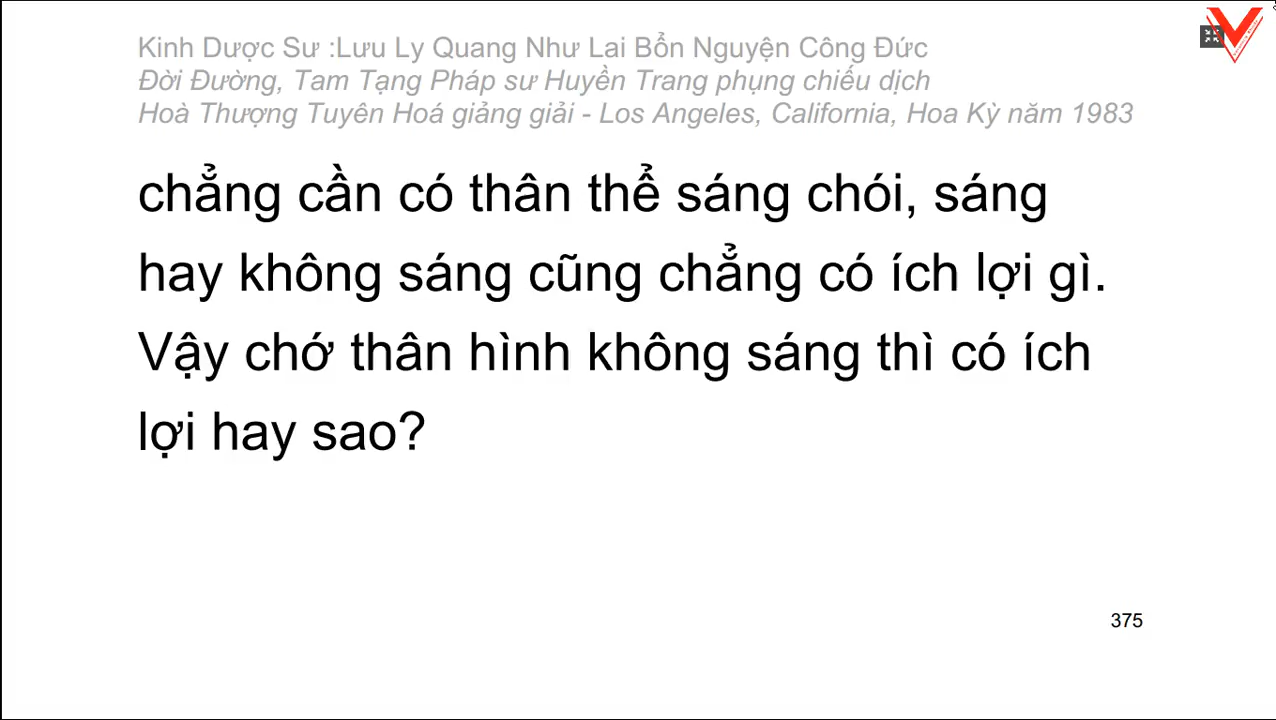 Kinh Dược Sư :Lưu Ly Quang Như Lai Bổn Nguyện Công Đức
Đời Đường, Tam Tạng Pháp sư Huyền Trang phụng chiếu dịch
Hoà Thượng Tuyên Hoá giảng giải - Los Angeles, California, Hoa Kỳ năm 1983
chẳng cần có thân thể sáng chói, sáng
hay không sáng cũng chẳng có ích lợi gì.
Vậy chớ thân hình không sáng thì có ích
lợi hay sao?
375